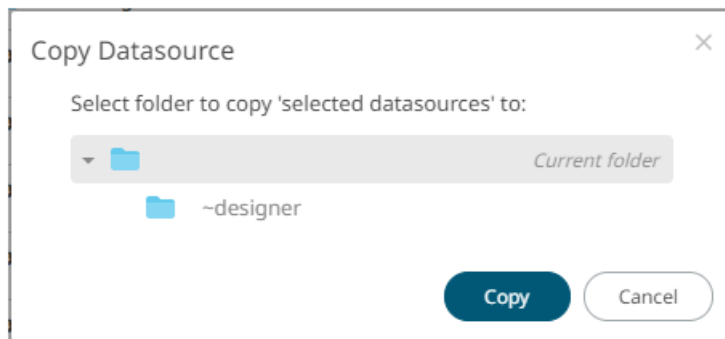 Copy Datasource
Select folder to copy 'selected datasources' to:
Current folder
~designer
Copy
Cancel